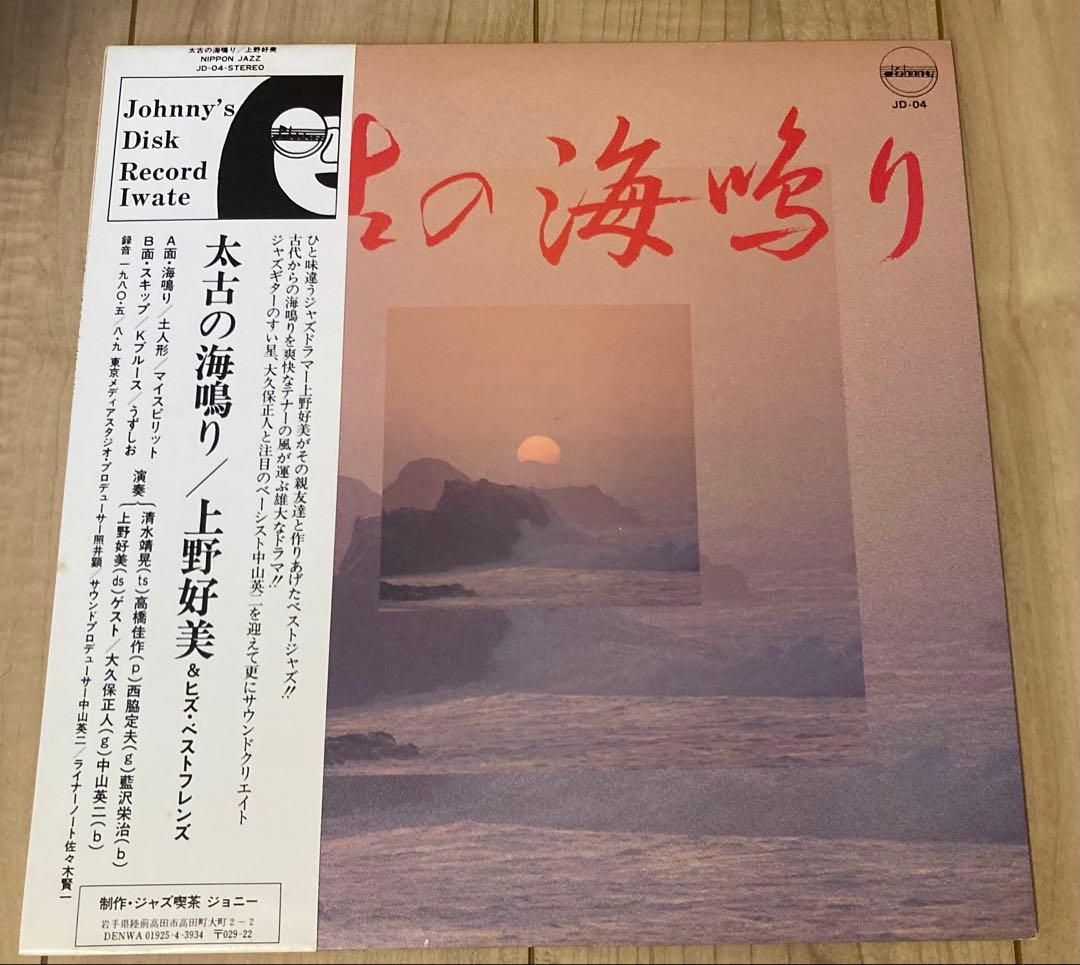 太古の海鳴り/上野好美
NIPPON JAZZ
JD-04-STEREO
Johnny's
Disk
Record
Iwate
Johnny's
JD-04
古の海鳴り
ひと味違うジャズドラマー上野好美がその親友達と作りあげたベストジャズ!!
古代からの海鳴りを爽快なテナーの風が運ぶ雄大なドラマ!!
ジャズギターのすい星、大久保正人と注目のベーシスト中山英二を迎えて更にサウンドクリエイト
太古の海鳴り/上野好美&ヒズ・ベストフレンズ
A面・海鳴り/土人形/マイスピリット
B面・スキップ/Kブルース/うずしお
演奏{清水靖晃(ts)高橋佳作(p)西脇定夫(g)藍沢栄治(b)
上野好美(ds)ゲスト/大久保正人(g)中山英二(b)
録音 一九八〇・五/八・九 東京メディアスタジオ・プロデューサー照井顕/サウンドプロデューサー中山英二/ライナーノート佐々木賢一
制作・ジャズ喫茶 ジョニー
岩手県陸前高田市高田町大町2-2
DENWA 01925-4-3934 〒029-22